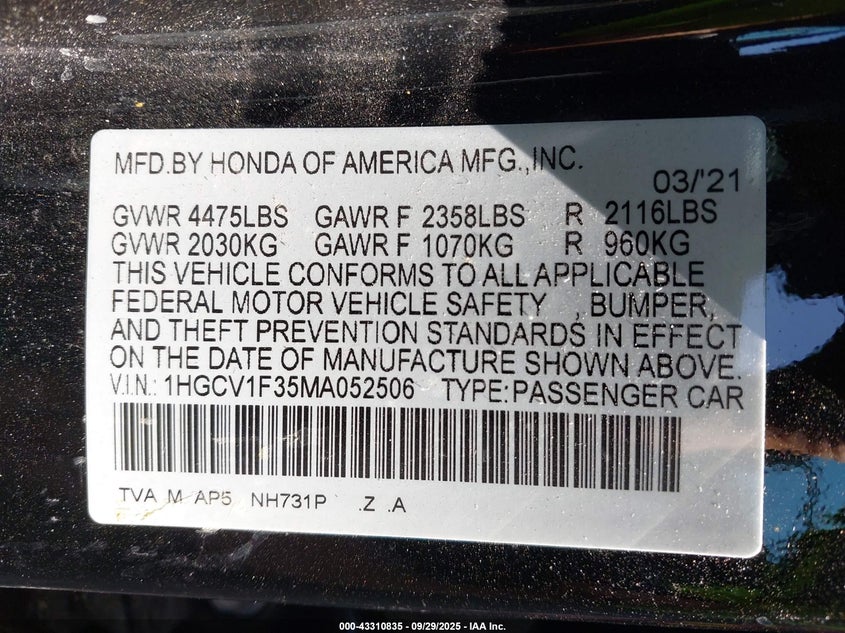 MFD.BY HONDA OF AMERICA MFG.,INC.
03/'21
GVWR 4475LBS GAWR F 2358LBS R 2116LBS
GVWR 2030KG GAWR F 1070KG R 960KG
THIS VEHICLE CONFORMS TO ALL APPLICABLE
FEDERAL MOTOR VEHICLE SAFETY , BUMPER,
AND THEFT PREVENTION STANDARDS IN EFFECT
ON THE DATE OF MANUFACTURE SHOWN ABOVE.
V.I.N.: 1HGCV1F35MA052506 TYPE:PASSENGER CAR
TVA M AP5 NH731P .Z .A
000-43310835 - 09/29/2025 - IAA Inc.